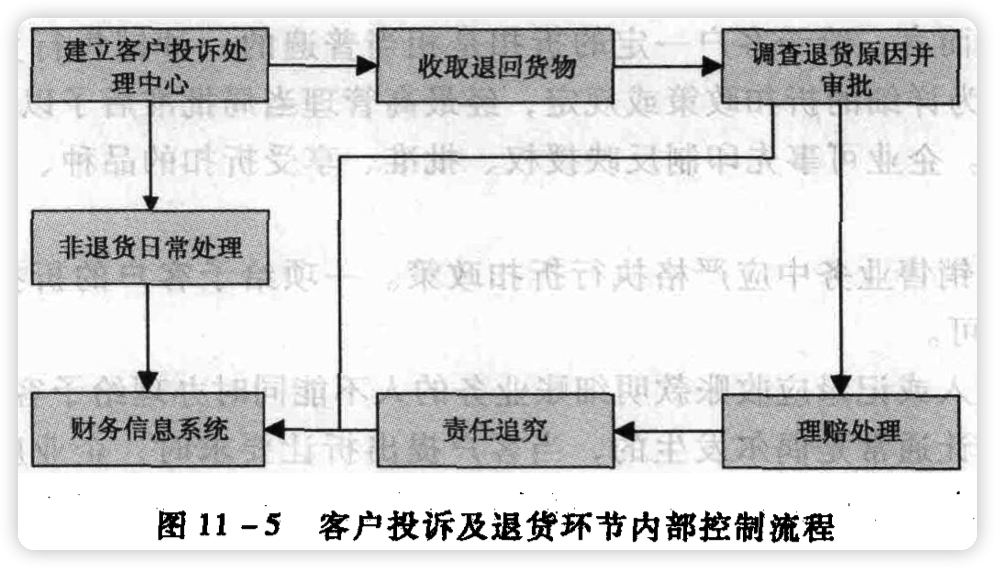 建立客户投诉处
理中心
收取退回货物
调查退货原因并
审批
非退货日常处理
财务信息系统
责任追究
理赔处理
图 11-5 客户投诉及退货环节内部控制流程